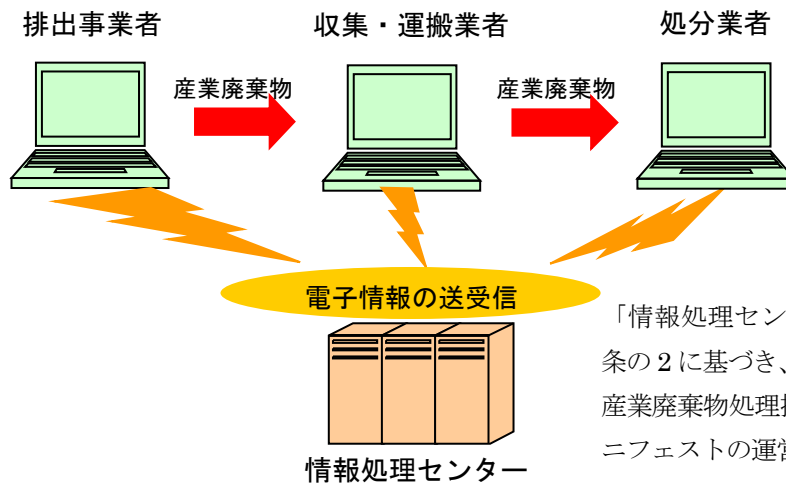 排出事業者
収集・運搬業者
処分業者
産業廃棄物
産業廃棄物
電子情報の送受信
情報処理センター
「情報処理セン
条の 2 に基づき、
産業廃棄物処理
ニフェストの運営